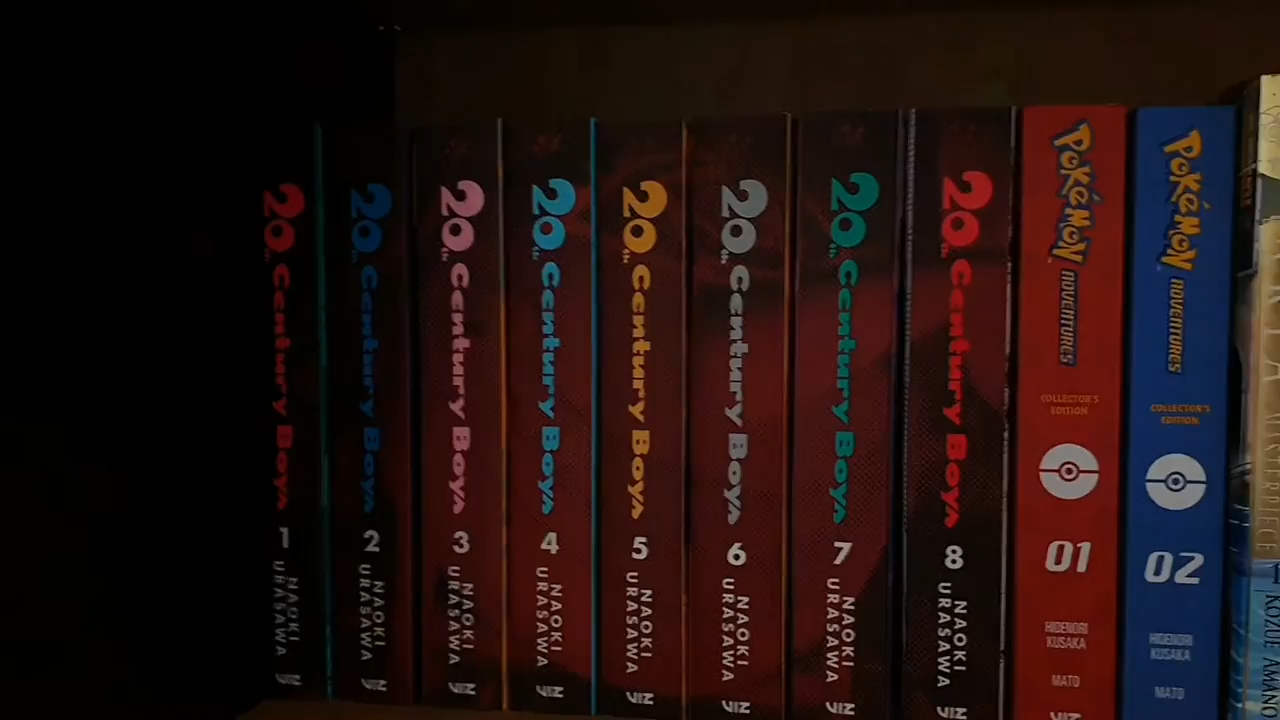 20th Century Boys
1
NAOKI
URASAWA
VIZ
20th Century Boys
2
NAOKI
URASAWA
VIZ
20th Century Boys
3
NAOKI
URASAWA
VIZ
20th Century Boys
4
NAOKI
URASAWA
VIZ
20th Century Boys
5
NAOKI
URASAWA
VIZ
20th Century Boys
6
NAOKI
URASAWA
VIZ
20th Century Boys
7
NAOKI
URASAWA
VIZ
20th Century Boys
8
NAOKI
URASAWA
VIZ
POKÉMON ADVENTURES
COLLECTOR'S
EDITION
01
HIDENORI
KUSAKA
MATO
VIZ
POKÉMON ADVENTURES
COLLECTOR'S
EDITION
02
HIDENORI
KUSAKA
MATO
MASTERPIECE
KOZUE AMANO